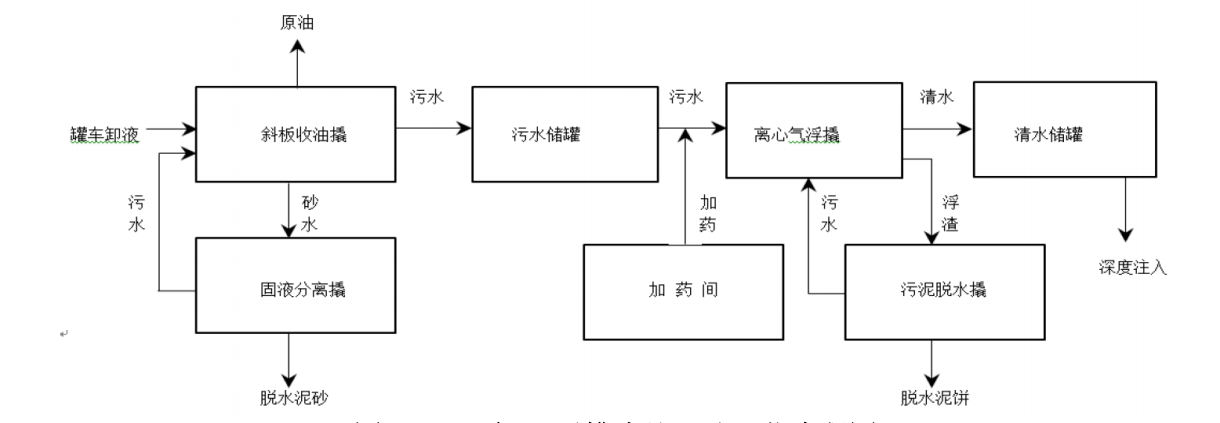 原油
污水
污水
清水
罐车卸液
斜板收油撬
污水储罐
离心气浮撬
清水储罐
污水
砂水
加药
污水
浮渣
深度注入
固液分离撬
加 药 间
污泥脱水撬
脱水泥砂
脱水泥饼